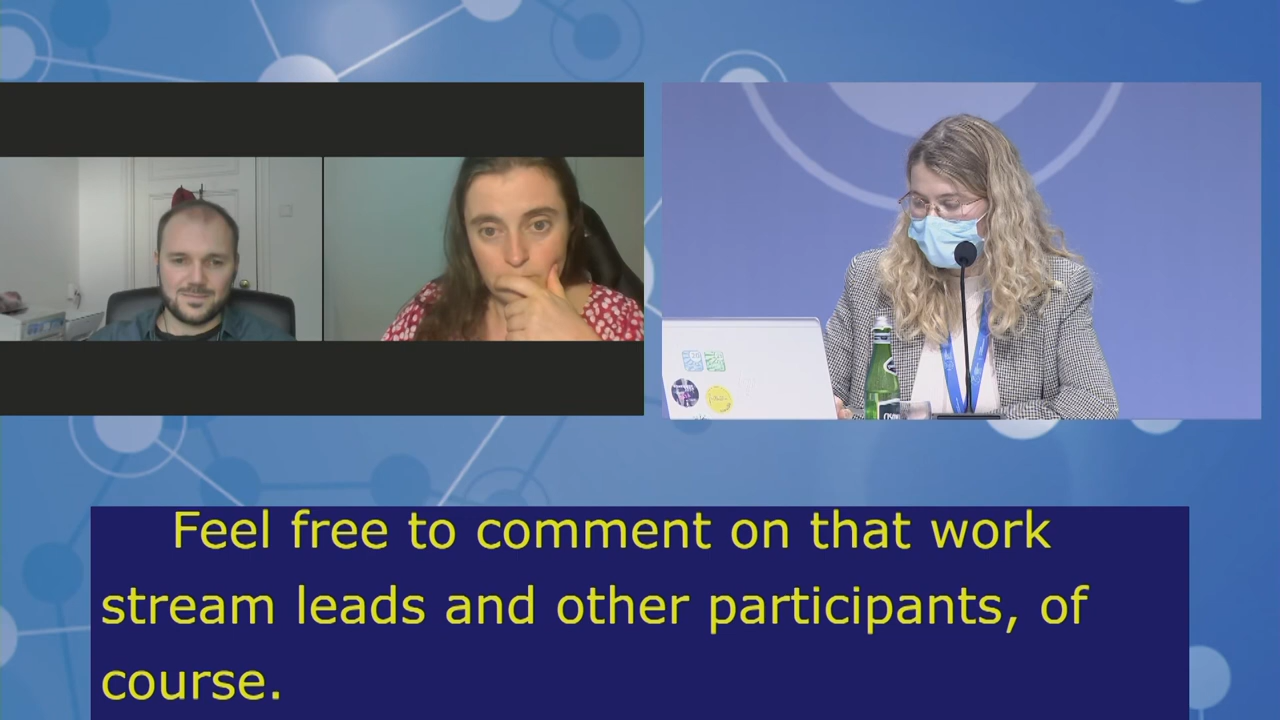 Feel free to comment on that work
stream leads and other participants, of
course.